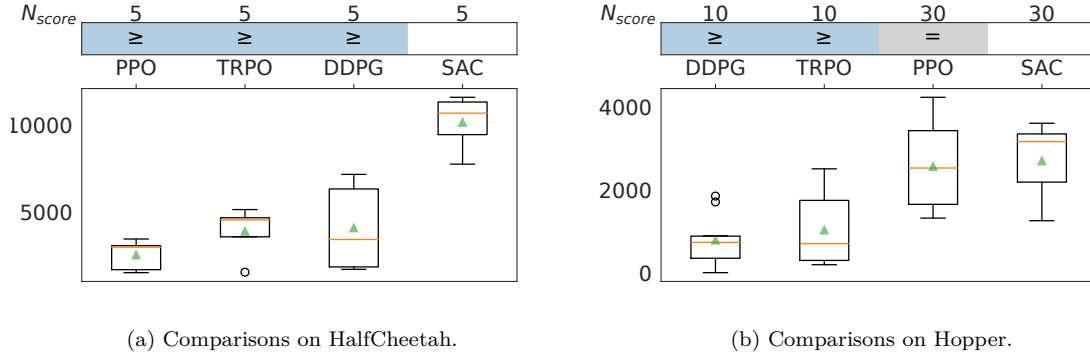 N_score 5 5 5 5
≥ ≥ ≥
PPO TRPO DDPG SAC
10000
5000
(a) Comparisons on HalfCheetah.
N_score 10 10 30 30
≥ ≥ =
DDPG TRPO PPO SAC
4000
2000
0
(b) Comparisons on Hopper.